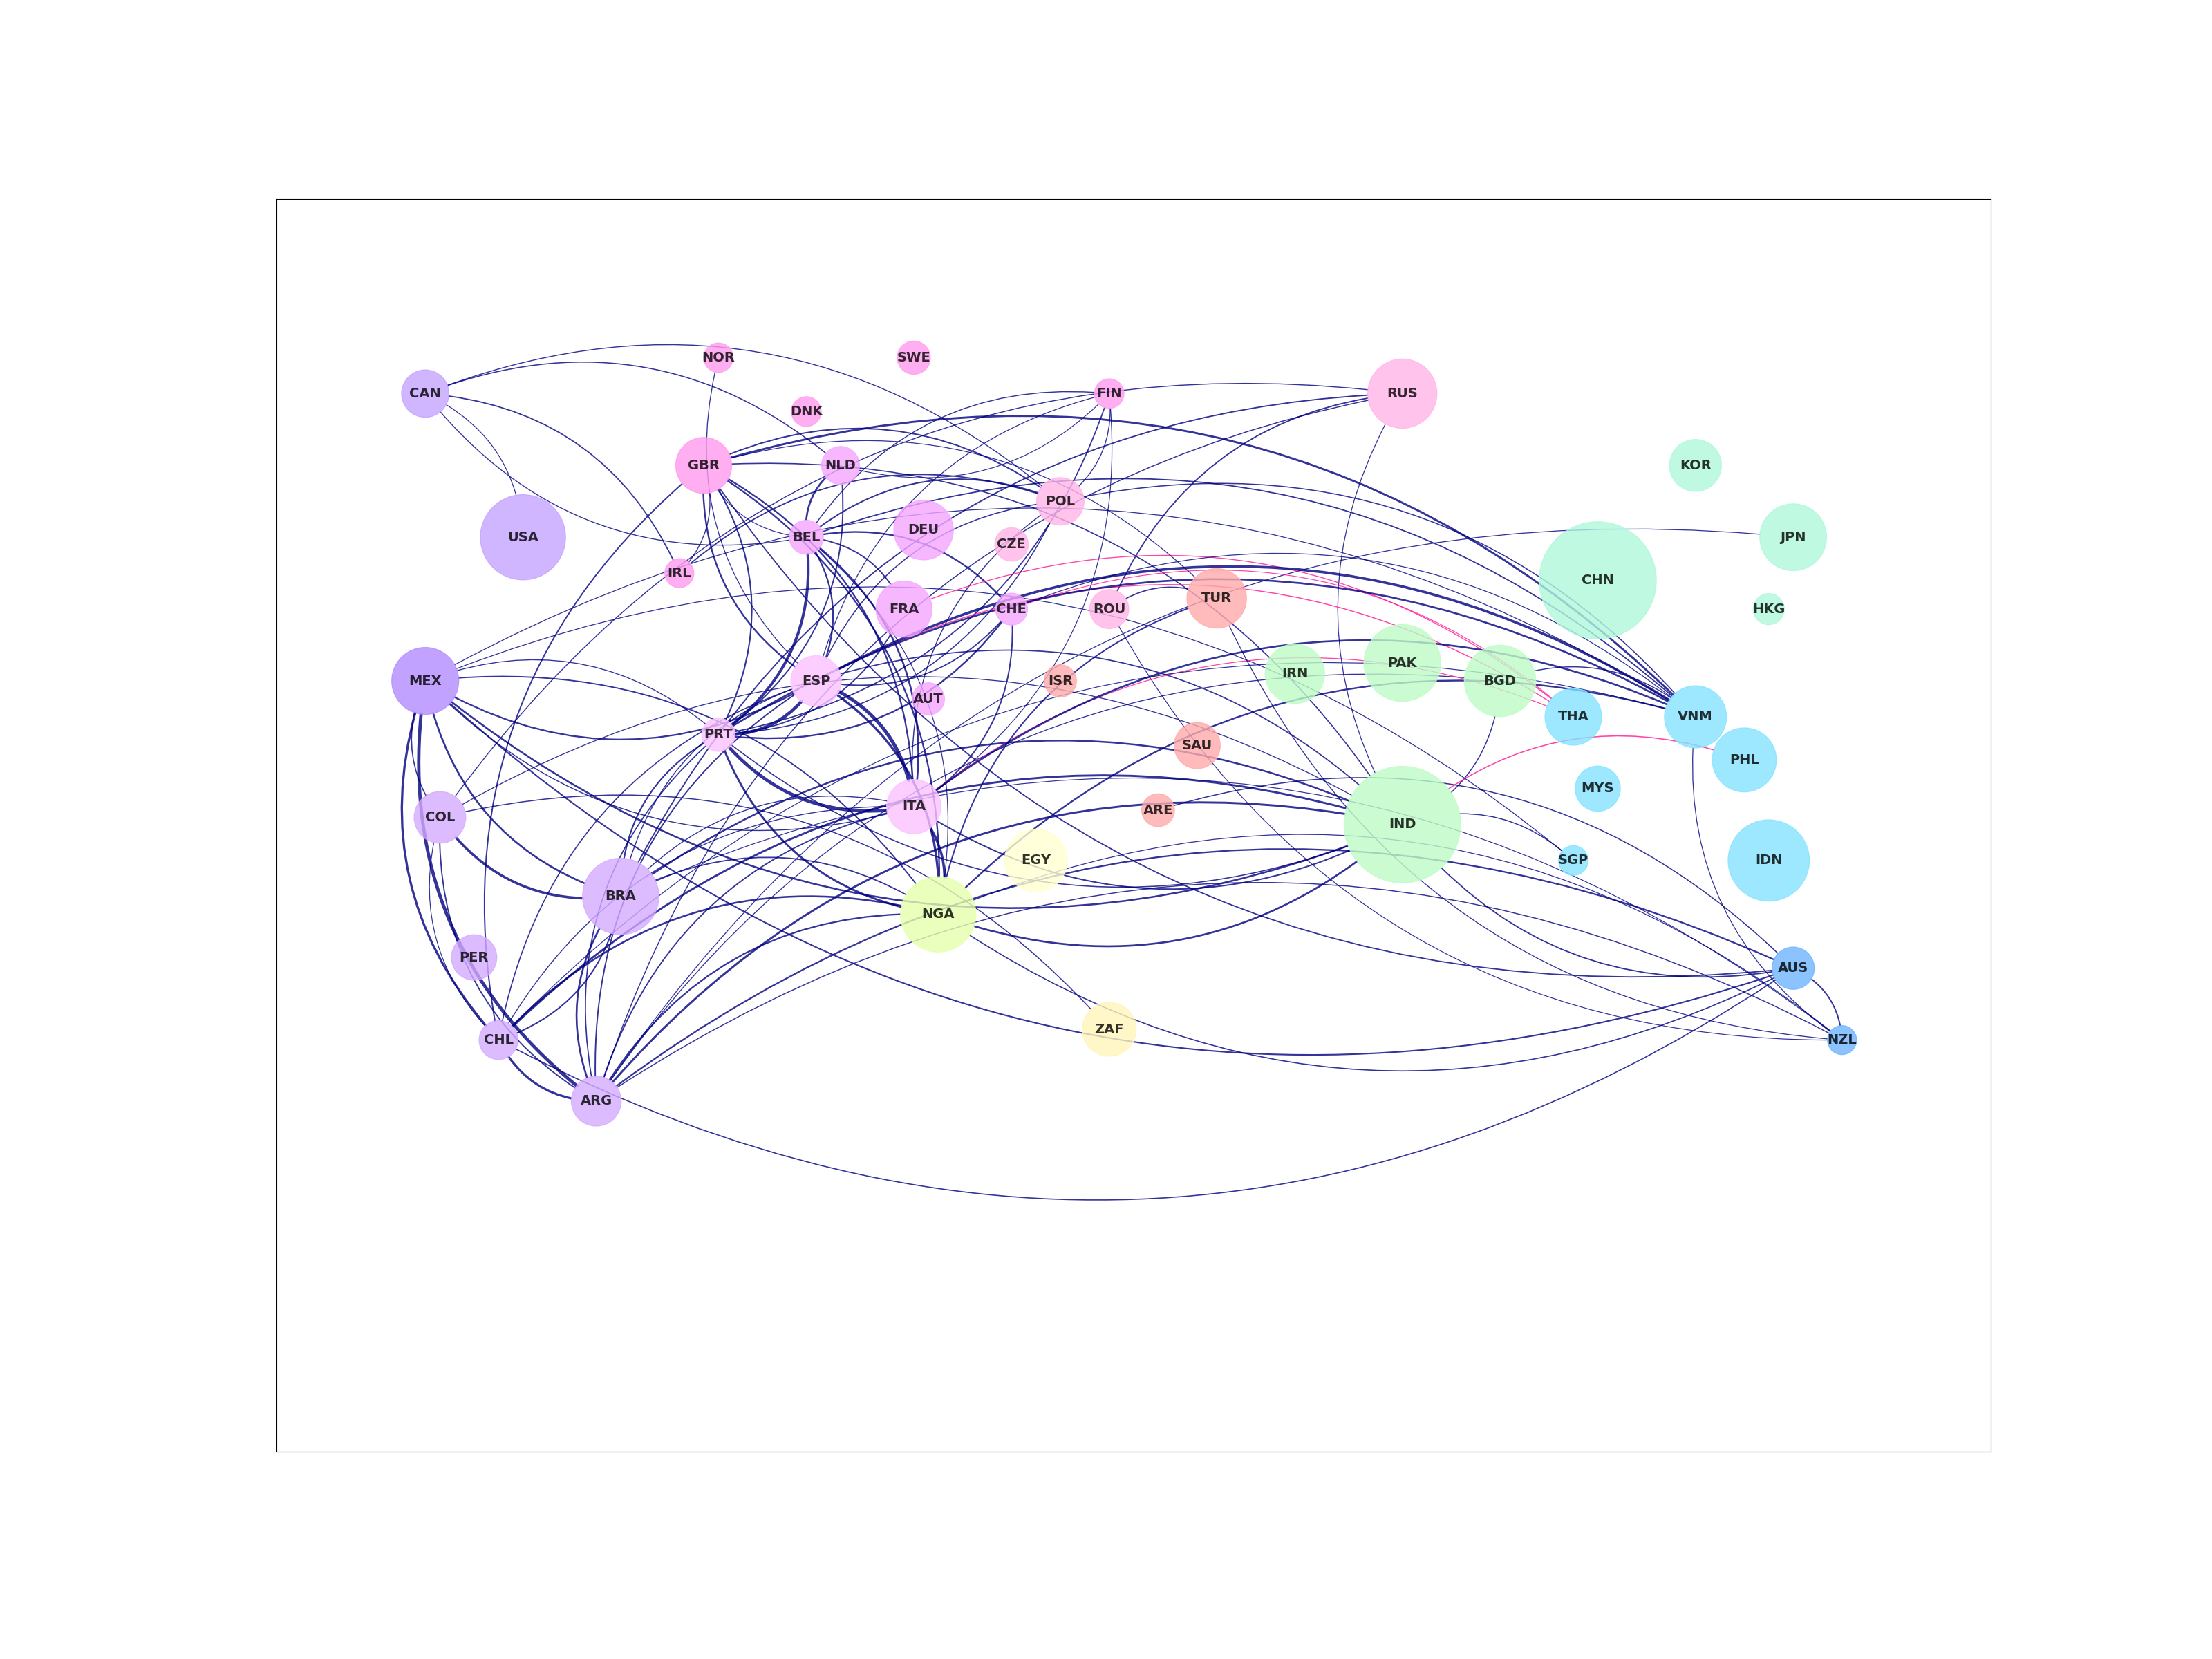 NOR
SWE
CAN
FIN
RUS
DNK
GBR
NLD
KOR
POL
DEU
USA
BEL
CZE
JPN
IRL
CHN
FRA
CHE
ROU
TUR
HKG
MEX
ESP
AUT
ISR
IRN
PAK
BGD
THA
VNM
PRT
SAU
PHL
MYS
COL
ITA
ARE
IND
EGY
SGP
IDN
BRA
NGA
PER
AUS
CHL
ZAF
NZL
ARG